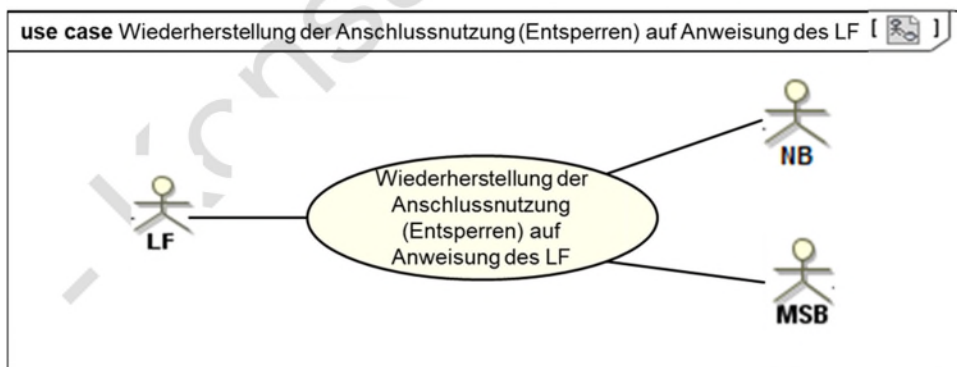 use case Wiederherstellung der Anschlussnutzung (Entsperren) auf Anweisung des LF [ ]
NB
Wiederherstellung der
Anschlussnutzung
(Entsperren) auf
Anweisung des LF
LF
MSB